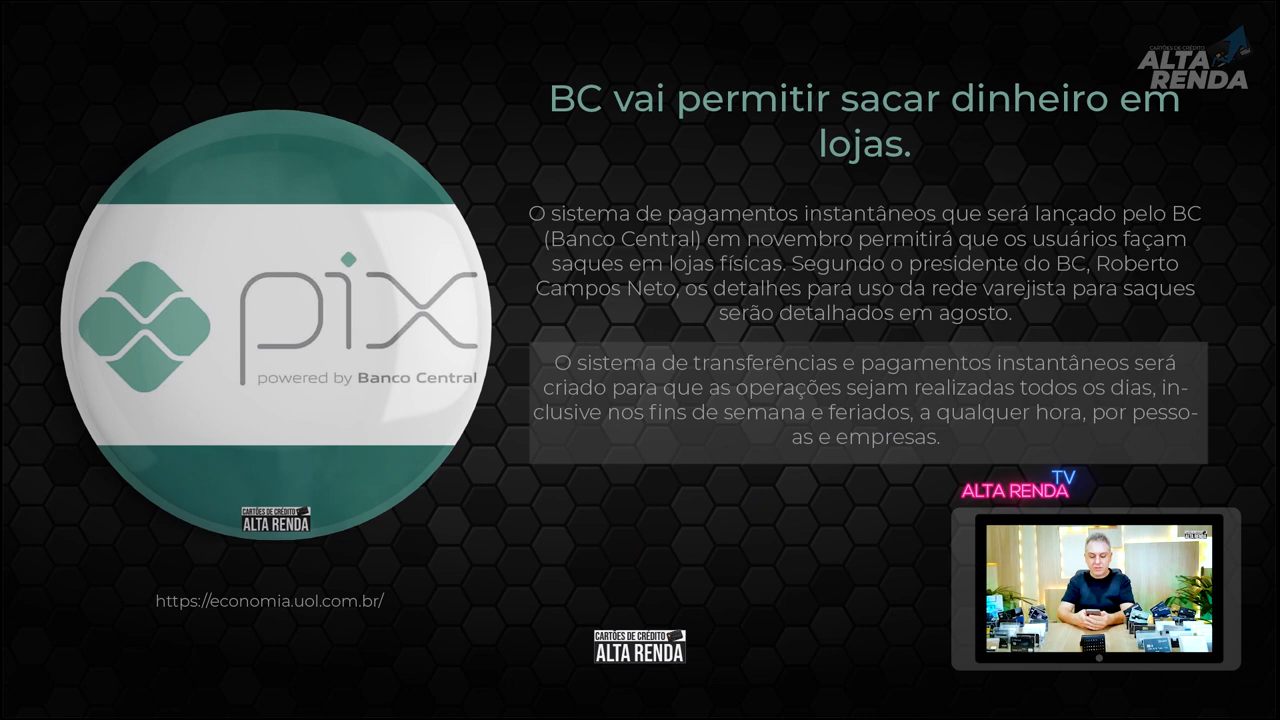 CARTÕES DE CRÉDITO
ALTA
RENDA
BC vai permitir sacar dinheiro em
lojas.
O sistema de pagamentos instantâneos que será lançado pelo BC
(Banco Central) em novembro permitirá que os usuários façam
saques em lojas físicas. Segundo o presidente do BC, Roberto
Campos Neto, os detalhes para uso da rede varejista para saques
serão detalhados em agosto.
O sistema de transferências e pagamentos instantâneos será
criado para que as operações sejam realizadas todos os dias, in-
clusive nos fins de semana e feriados, a qualquer hora, por pesso-
as e empresas.
pix
powered by Banco Central
CARTÕES DE CRÉDITO
ALTA RENDA
https://economia.uol.com.br/
CARTÕES DE CRÉDITO
ALTA RENDA
TV
ALTA RENDA